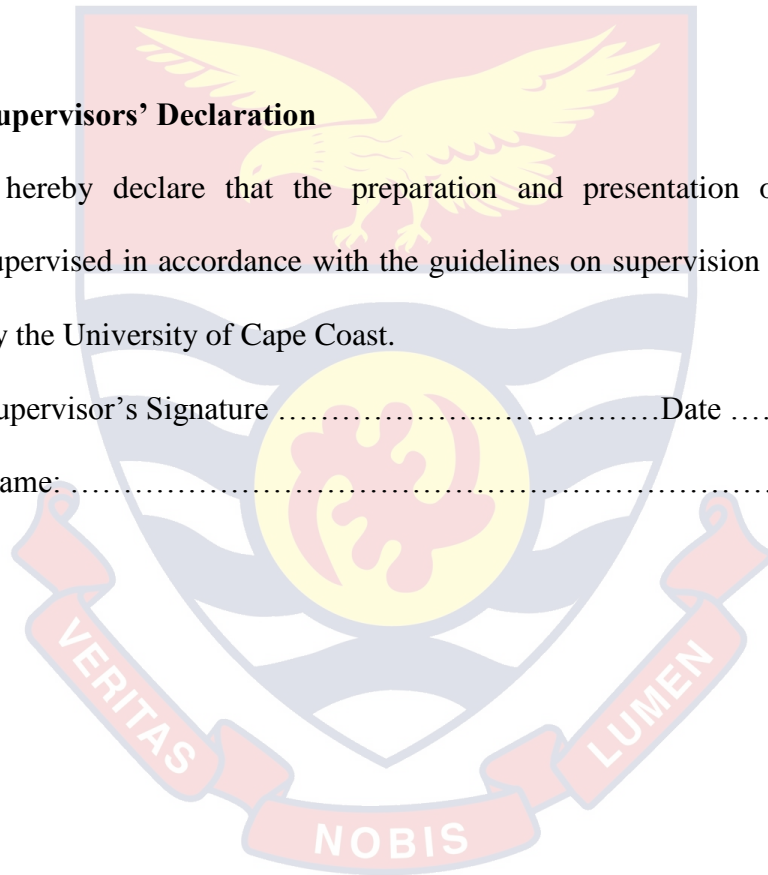 upervisors' Declaration
hereby declare that the preparation and presentation o
upervised in accordance with the guidelines on supervision
y the University of Cape Coast.
upervisor's Signature ………………...………………Date ….
ame: ……………………………………………………………….
VERITAS
NOBIS
LUMEN